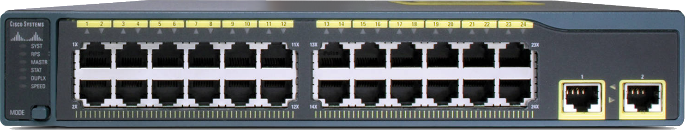 CISCO SYSTEMS
SYST
RPS
MASTR
STAT
DUPLX
SPEED
MODE
1 2 3 4 5 6 7 8 9 10 11 12
13 14 15 16 17 18 19 20 21 22 23 24
1X 11X
2X 12X
13X 23X
14X 24X
1 2